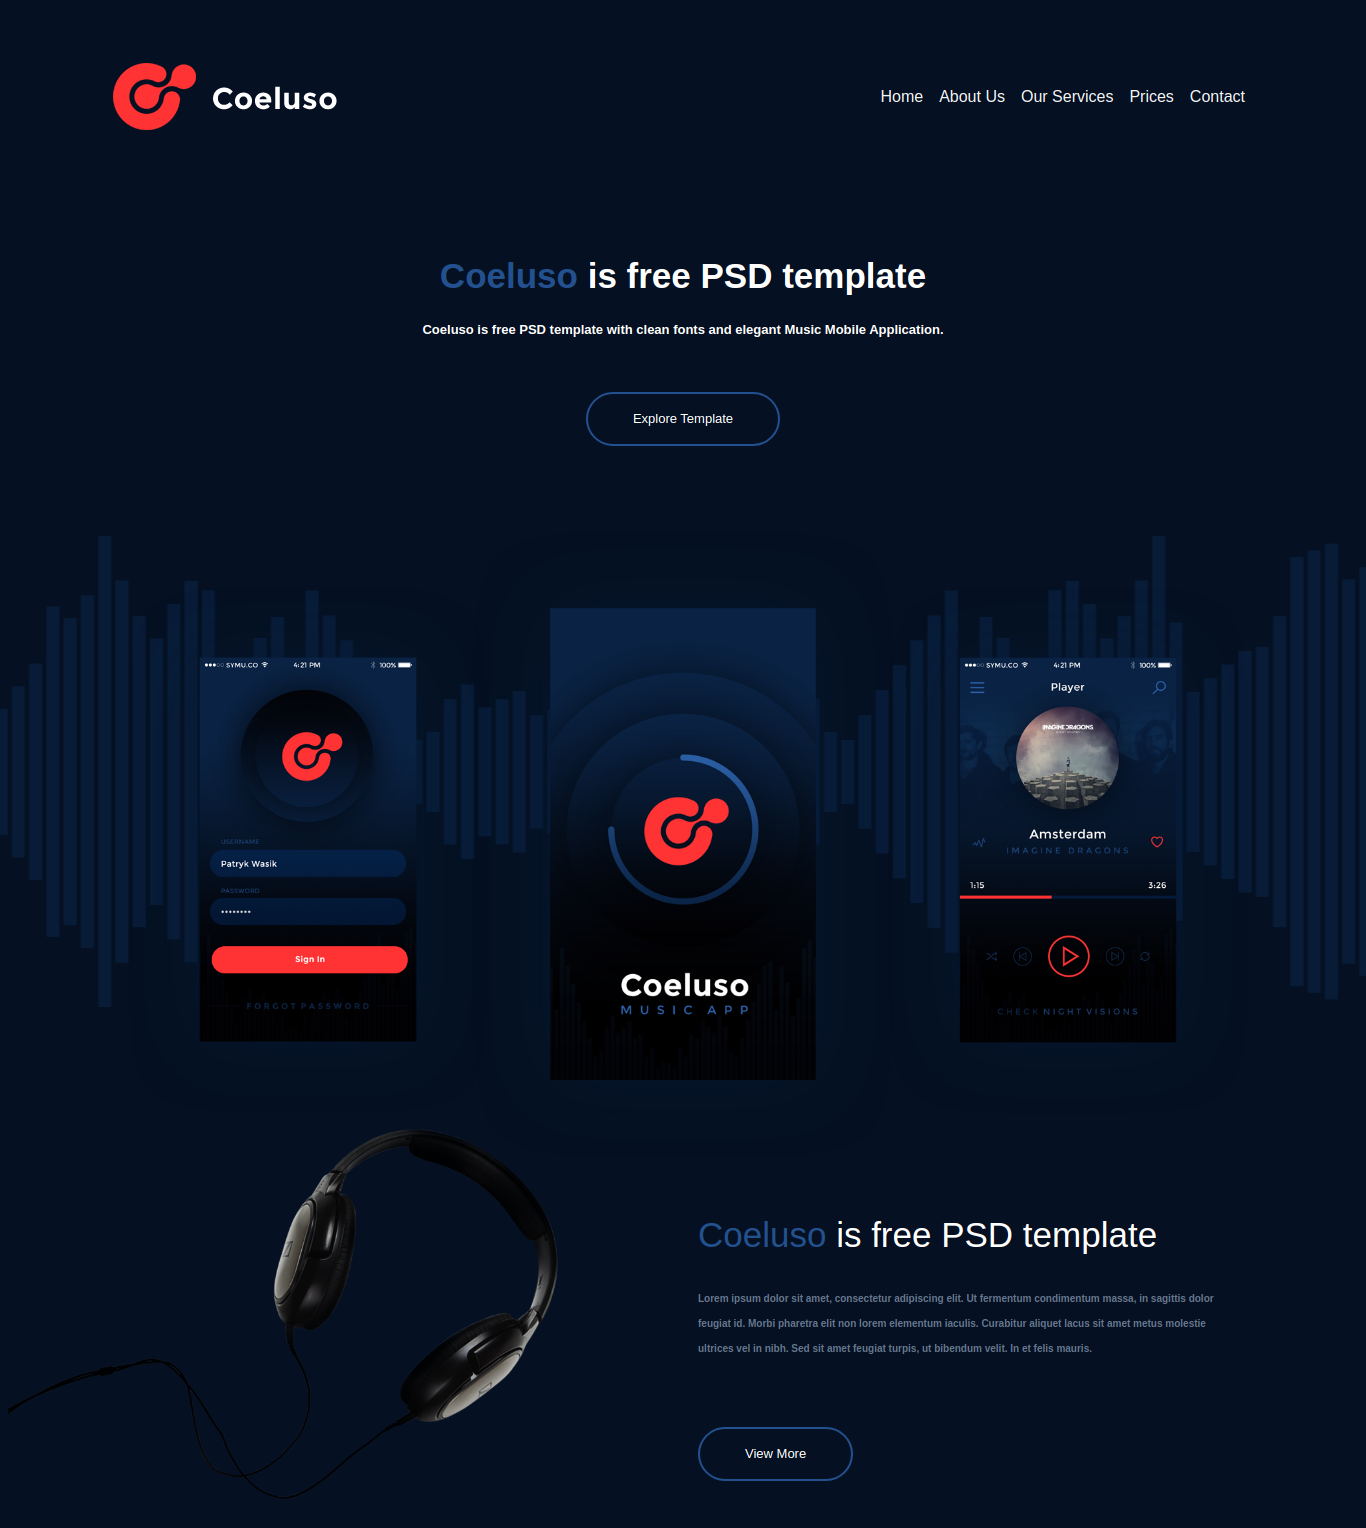 Coeluso
Home About Us Our Services Prices Contact
Coeluso is free PSD template
Coeluso is free PSD template with clean fonts and elegant Music Mobile Application.
Explore Template
SYMU.CO 4:21 PM 100%
USERNAME
Patryk Wasik
PASSWORD
••••••••
Sign In
FORGOT PASSWORD
Coeluso
MUSIC APP
SYMU.CO 4:21 PM 100%
Player
IMAGINE DRAGONS
Amsterdam
IMAGINE DRAGONS
1:15 3:26
CHECK NIGHT VISIONS
Coeluso is free PSD template
Lorem ipsum dolor sit amet, consectetur adipiscing elit. Ut fermentum condimentum massa, in sagittis dolor
feugiat id. Morbi pharetra elit non lorem elementum iaculis. Curabitur aliquet lacus sit amet metus molestie
ultrices vel in nibh. Sed sit amet feugiat turpis, ut bibendum velit. In et felis mauris.
View More